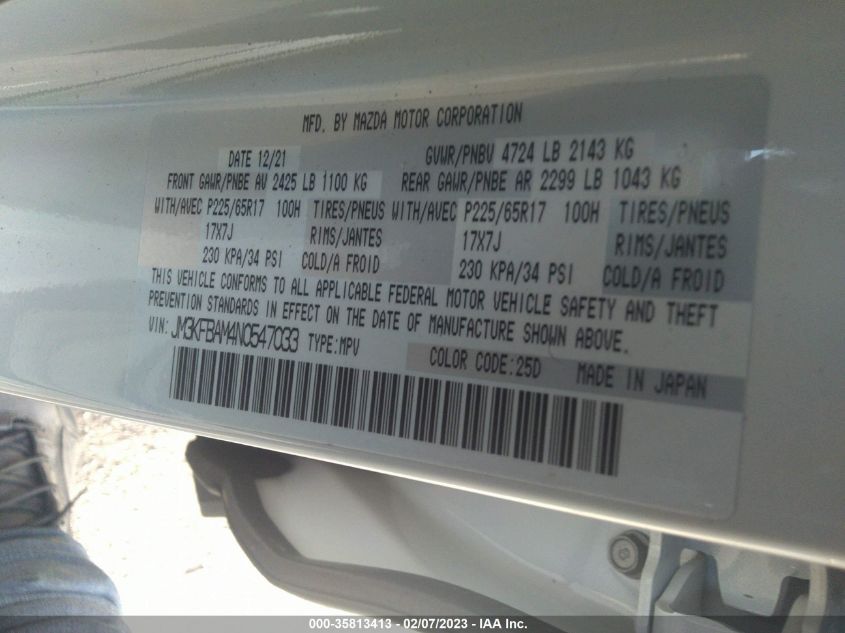 MFD. BY MAZDA MOTOR CORPORATION
DATE 12/21 GVWR/PNBV 4724 LB 2143 KG
FRONT GAWR/PNBE AV 2425 LB 1100 KG REAR GAWR/PNBE AR 2299 LB 1043 KG
WITH/AVEC P225/65R17 100H TIRES/PNEUS WITH/AVEC P225/65R17 100H TIRES/PNEUS
17X7J RIMS/JANTES 17X7J RIMS/JANTES
230 KPA/34 PSI COLD/A FROID 230 KPA/34 PSI COLD/A FROID
THIS VEHICLE CONFORMS TO ALL APPLICABLE FEDERAL MOTOR VEHICLE SAFETY AND THEFT
PREVENTION STANDARDS IN EFFECT ON THE DATE OF MANUFACTURE SHOWN ABOVE.
VIN: JM3KFBAM4N0547033 TYPE:MPV COLOR CODE:25D MADE IN JAPAN
000-35813413 - 02/07/2023 - IAA Inc.